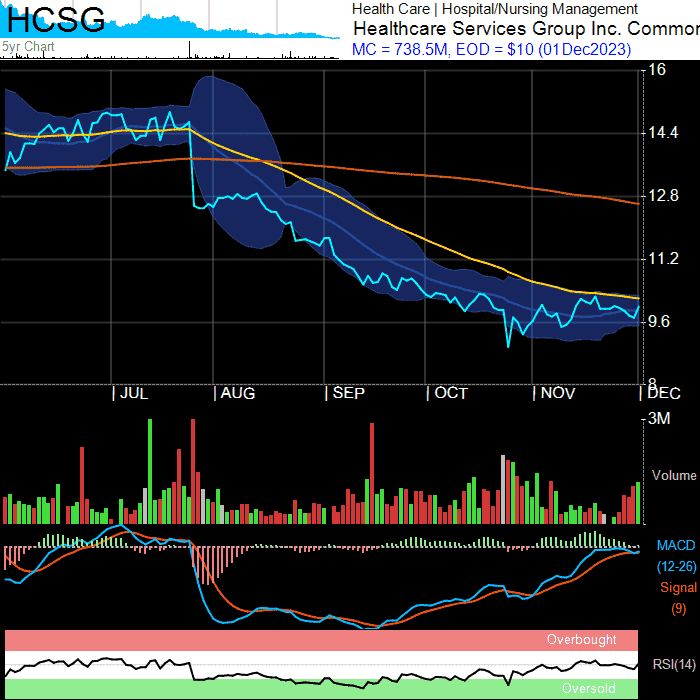 HCSG
5yr Chart
Health Care | Hospital/Nursing Management
Healthcare Services Group Inc. Common
MC = 738.5M, EOD = $10 (01Dec2023)
16
14.4
12.8
11.2
9.6
8
JUL AUG SEP OCT NOV DEC
3M
Volume
MACD
(12-26)
Signal
(9)
Overbought
RSI(14)
Oversold